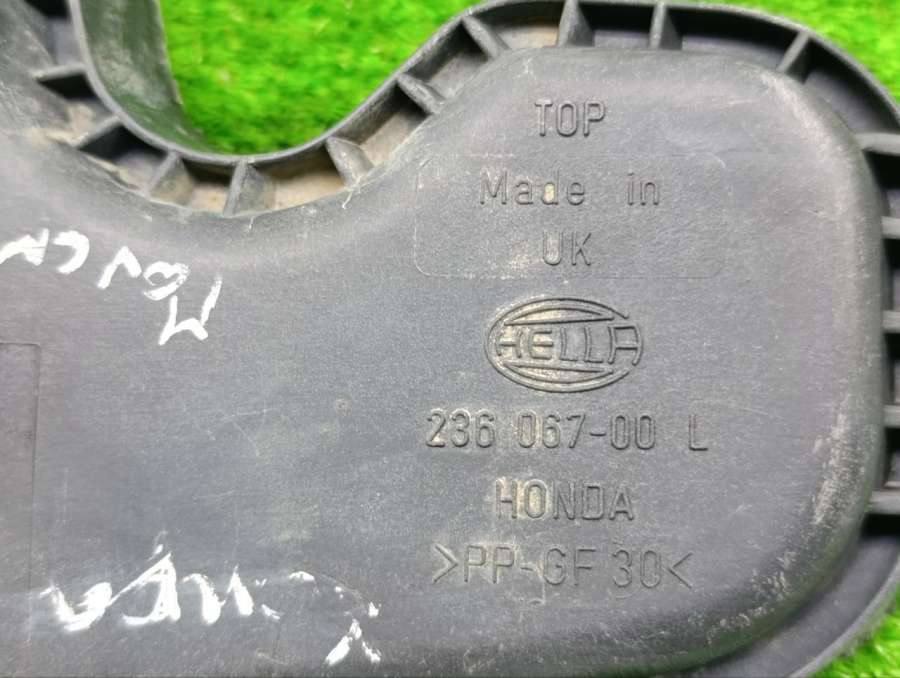 TOP
Made in
UK
HELLA
236 067-00 L
HONDA
>PP-GF 30<